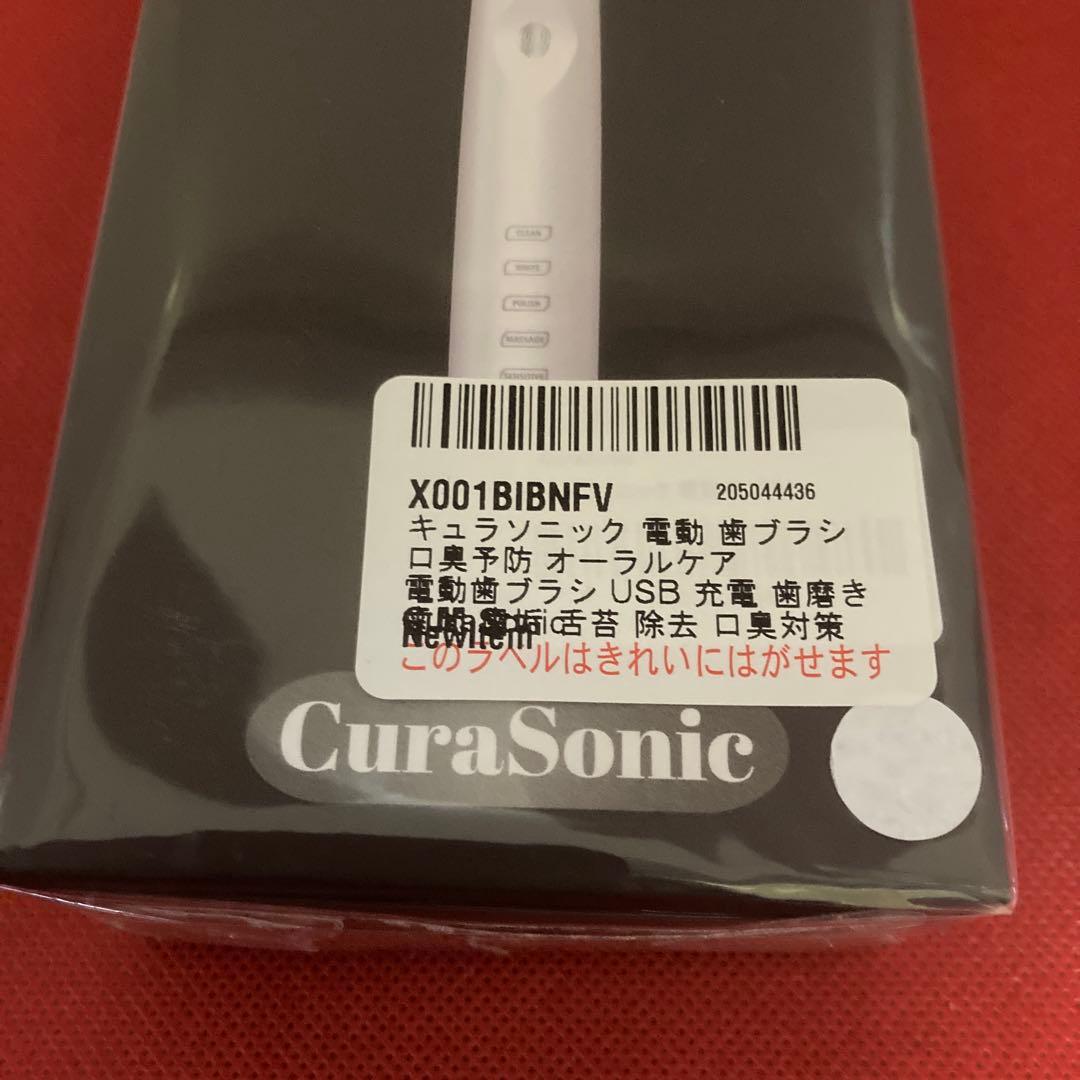 CLEAN
WHITE
POLISH
MASSAGE
SENSITIVE
X001BIBNFV 205044436
キュラソニック 電動 歯ブラシ
口臭予防 オーラルケア
電動歯ブラシ USB 充電 歯磨き
舌苔 除去 口臭対策
NewItem
このラベルはきれいにはがせます
CuraSonic